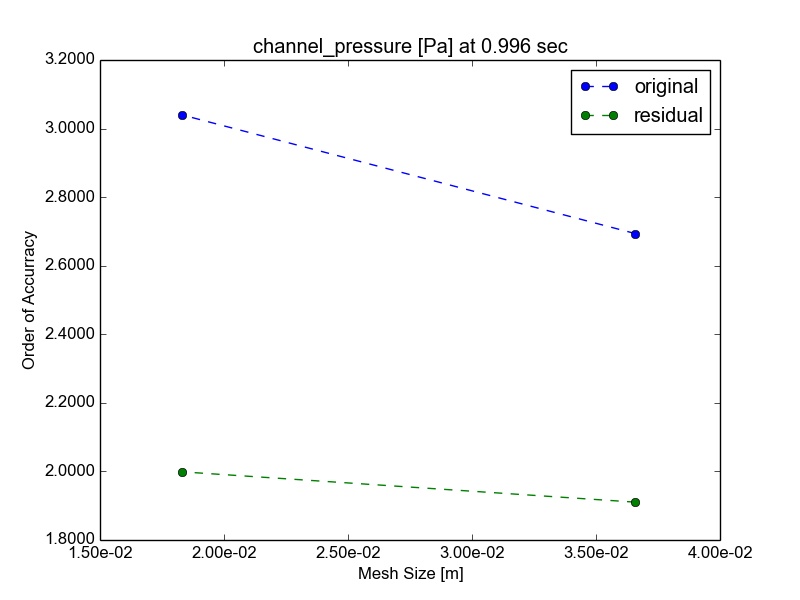 channel_pressure [Pa] at 0.996 sec
original
residual
3.2000
3.0000
2.8000
2.6000
2.4000
2.2000
2.0000
1.8000
Order of Accurracy
1.50e-02 2.00e-02 2.50e-02 3.00e-02 3.50e-02 4.00e-02
Mesh Size [m]